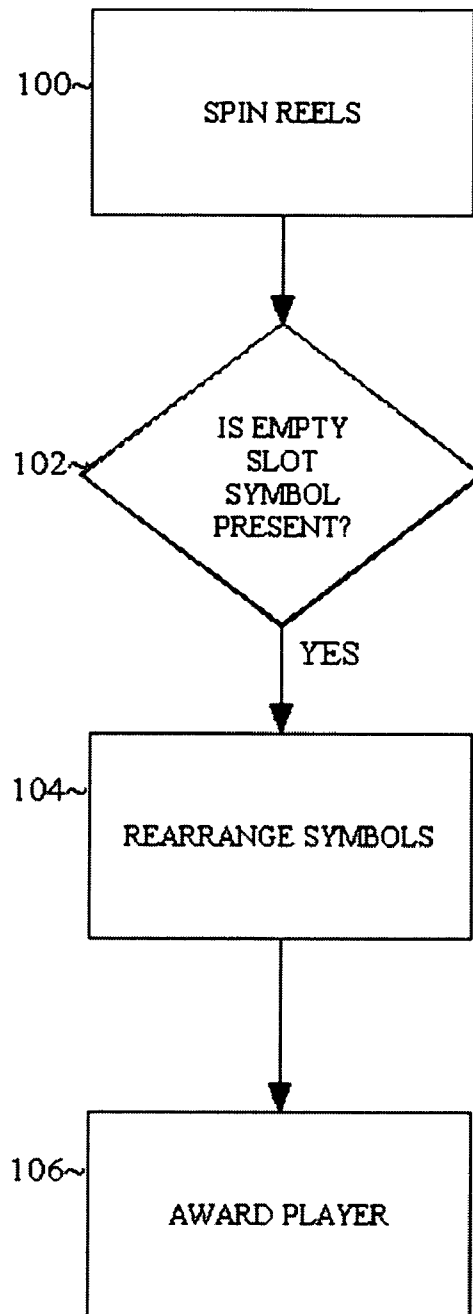 100~
SPIN REELS
102~
IS EMPTY
SLOT
SYMBOL
PRESENT?
YES
104~
REARRANGE SYMBOLS
106~
AWARD PLAYER